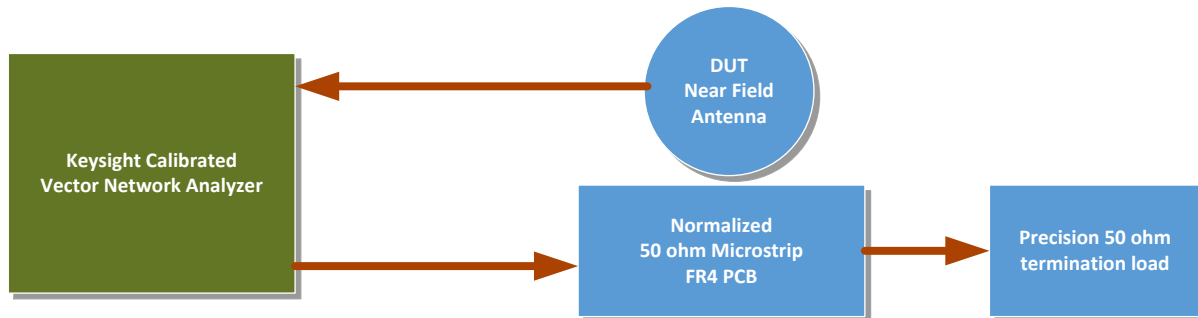 Keysight Calibrated
Vector Network Analyzer
DUT
Near Field
Antenna
Normalized
50 ohm Microstrip
FR4 PCB
Precision 50 ohm
termination load